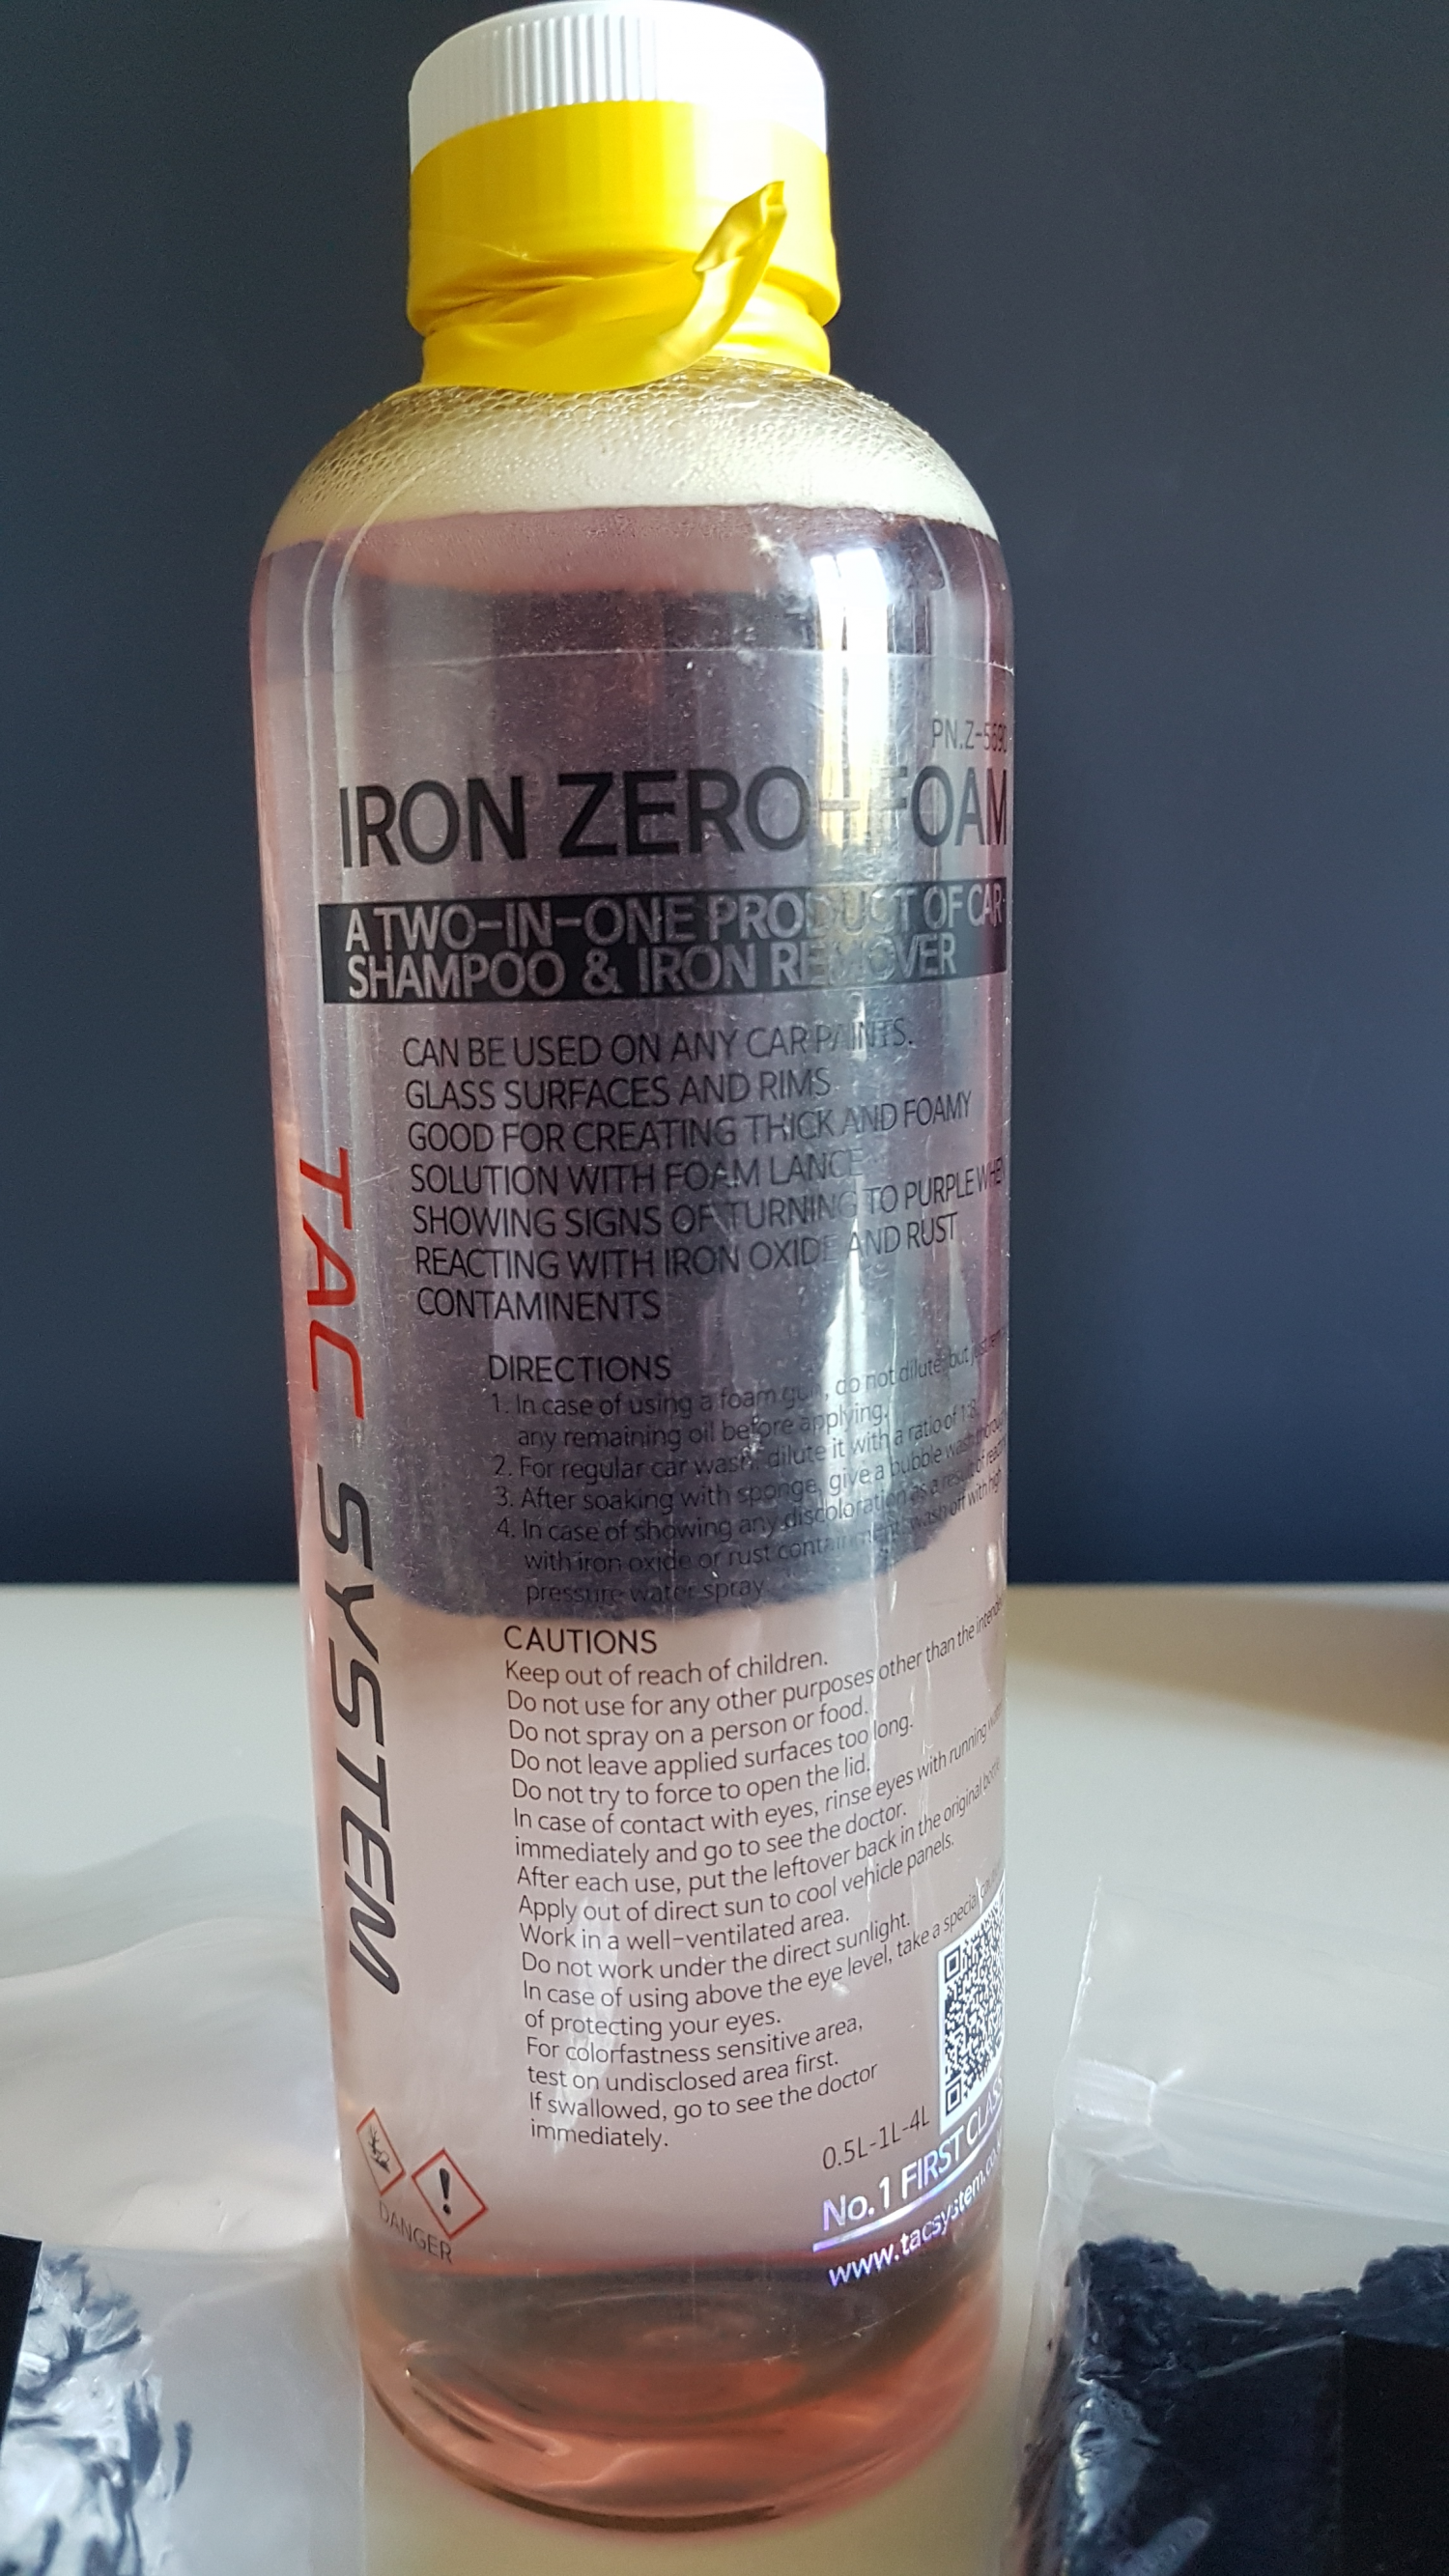 PN.Z-569
IRON ZERO+FOAM
A TWO-IN-ONE PRODUCT OF CAR
SHAMPOO & IRON REMOVER
CAN BE USED ON ANY CAR PAINTS.
GLASS SURFACES AND RIMS
GOOD FOR CREATING THICK AND FOAMY
SOLUTION WITH FOAM LANCE
SHOWING SIGNS OF TURNING TO PURPLE WHEN
REACTING WITH IRON OXIDE AND RUST
CONTAMINENTS
DIRECTIONS
1. In case of using a foam gun, do not dilute, but just
any remaining oil before applying.
2. For regular car wash, dilute it with a ratio of 1:8.
3. After soaking with sponge, give a bubble wash
4. In case of showing any discoloration as a result of
with iron oxide or rust wash off with high
pressure water spray
CAUTIONS
Keep out of reach of children.
Do not use for any other purposes other than the
Do not spray on a person or food.
Do not leave applied surfaces too long.
Do not try to force to open the lid.
In case of contact with eyes, rinse eyes with running
immediately and go to see the doctor.
After each use, put the leftover back in the original
Apply out of direct sun to cool vehicle panels.
Work in a well-ventilated area.
Do not work under the direct sunlight.
In case of using above the eye level, take a special
of protecting your eyes.
For colorfastness sensitive area,
test on undisclosed area first.
If swallowed, go to see the doctor
immediately.
0.5L-1L-4L
No.1 FIRST CLASS
www.tacsystem.co
DANGER
TAC SYSTEM